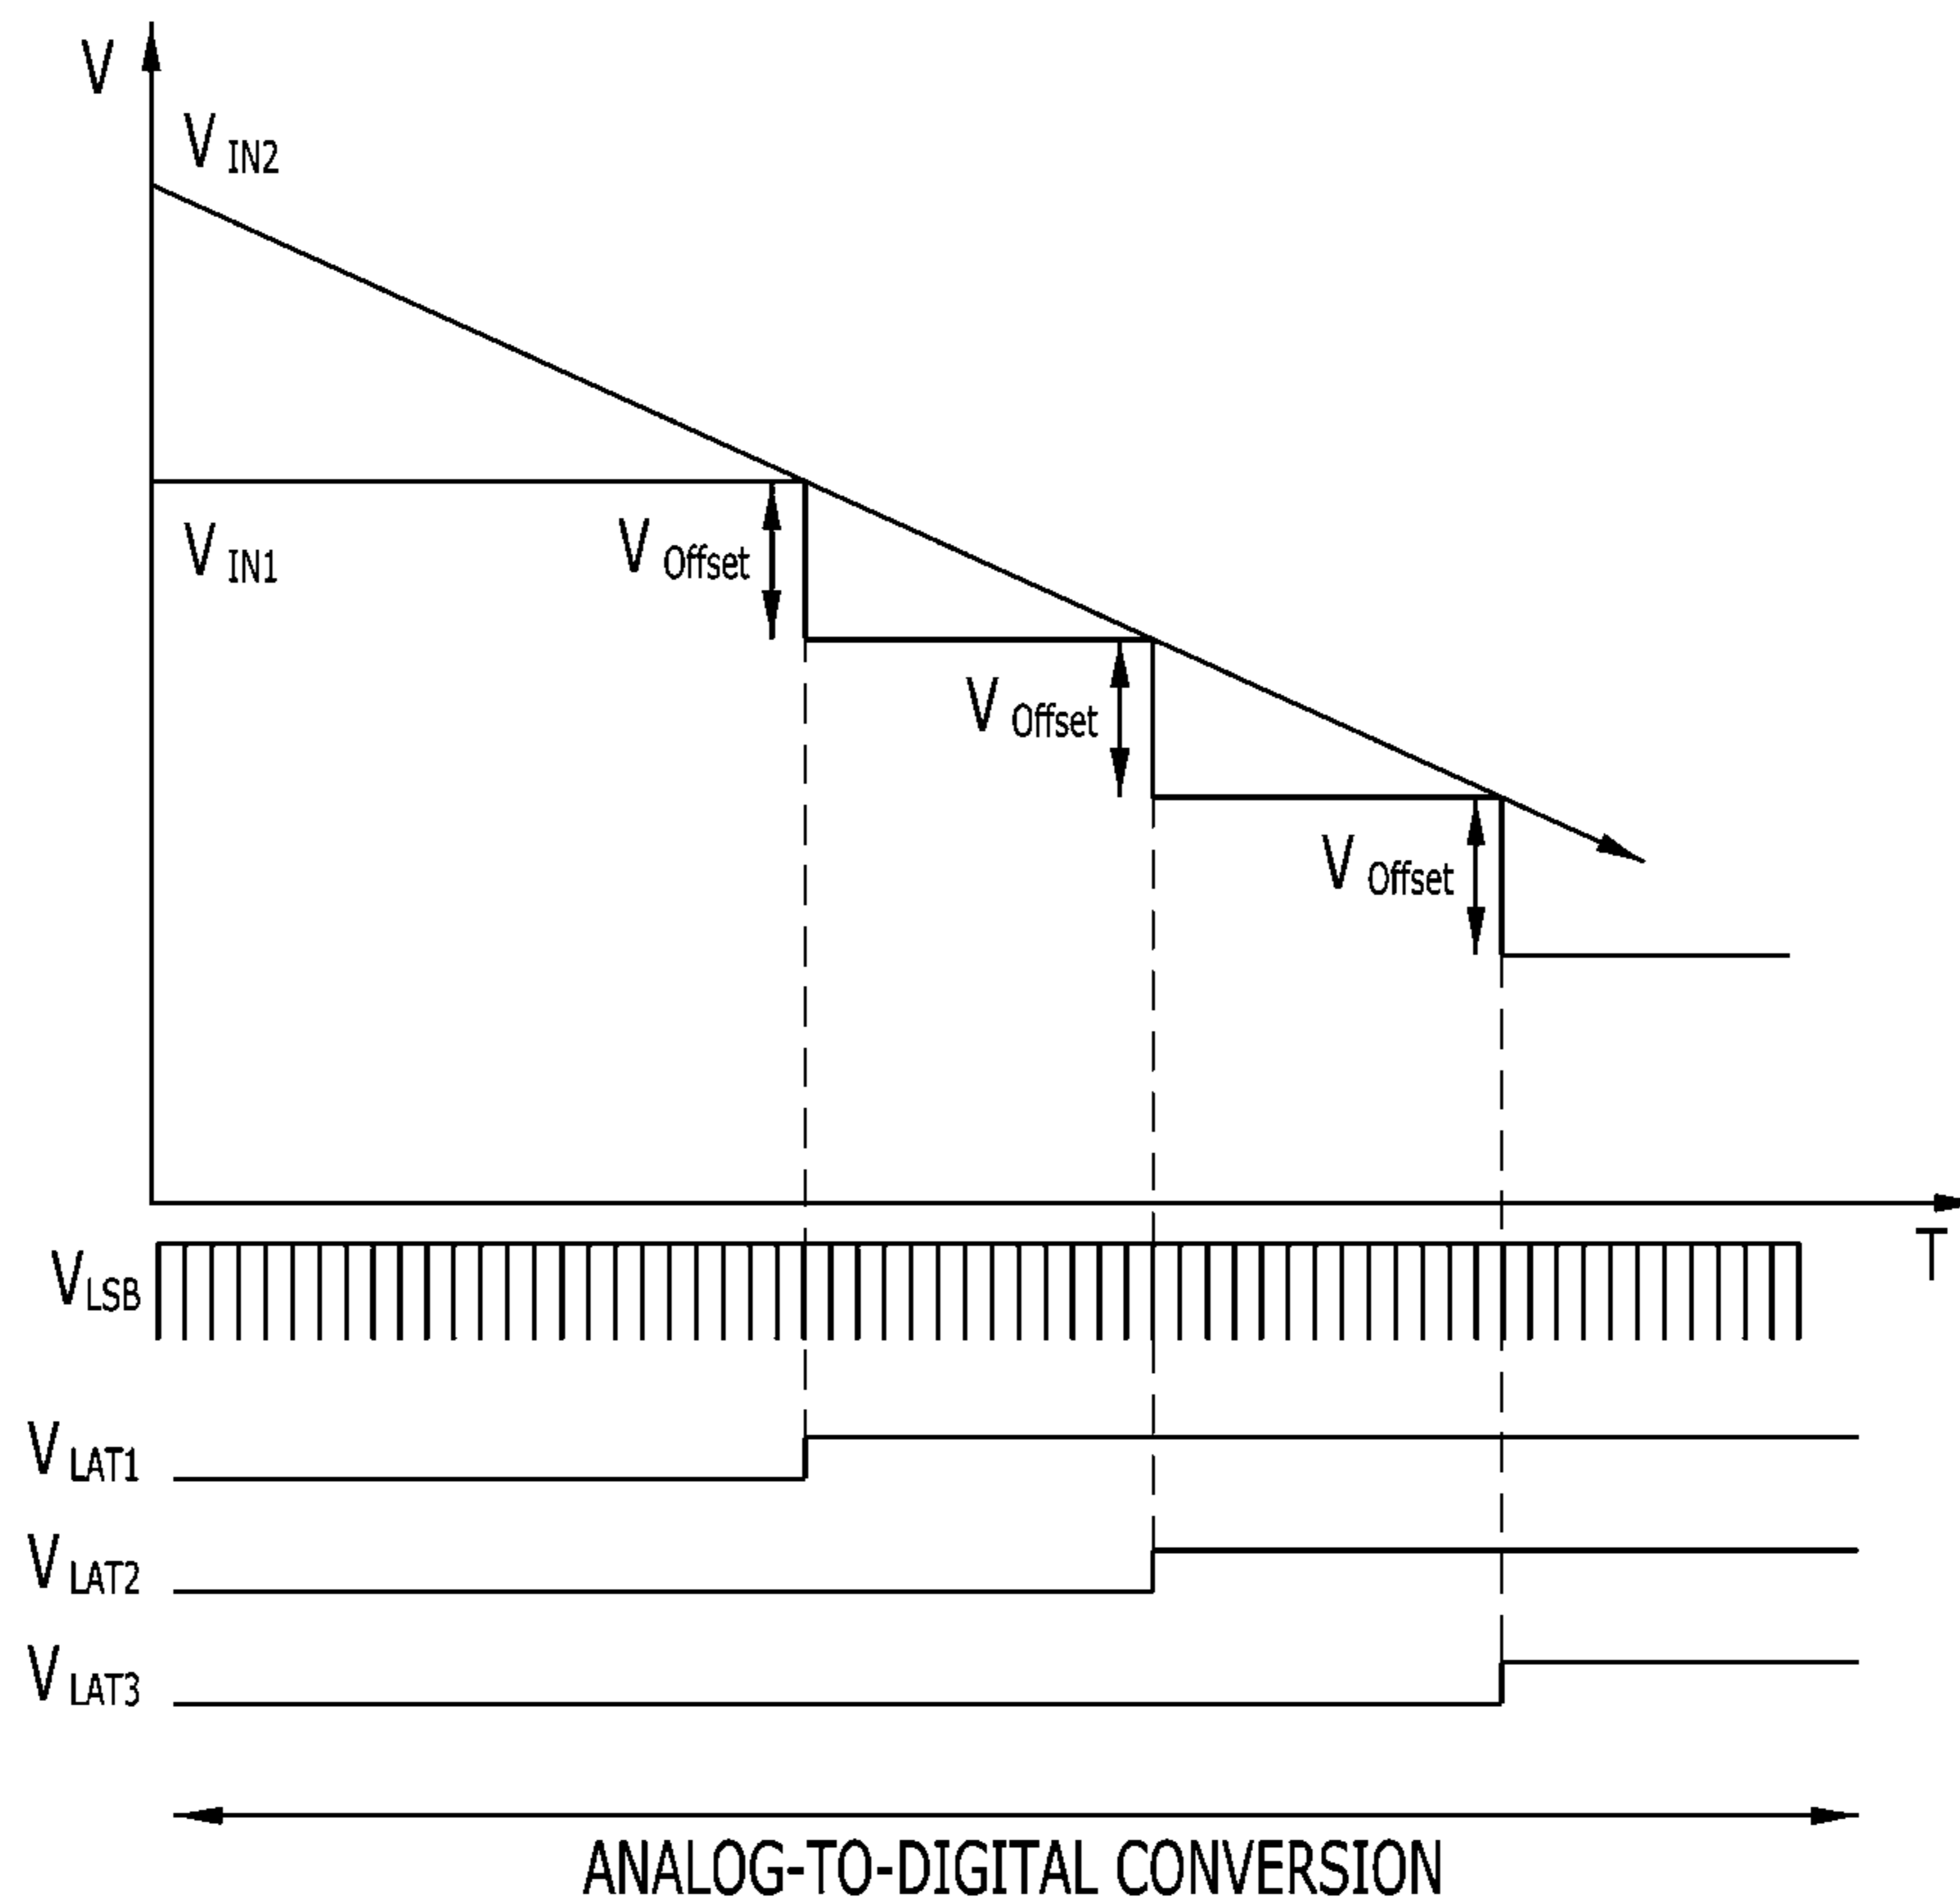 V
V IN2
V IN1
V Offset
V Offset
V Offset
T
VLSB
V LAT1
V LAT2
V LAT3
ANALOG-TO-DIGITAL CONVERSION